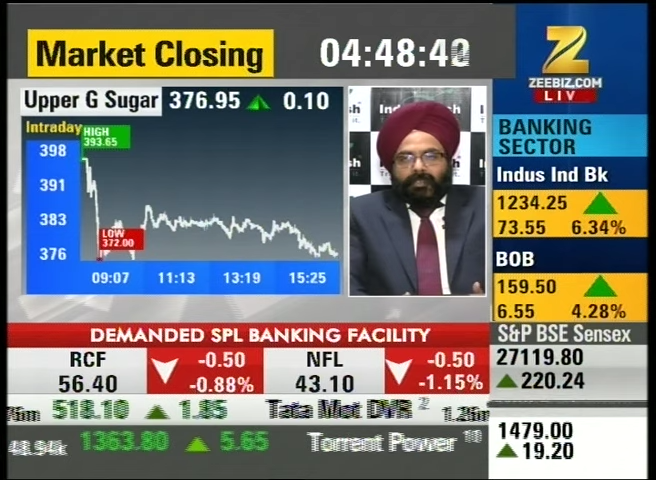 Market Closing
04:48:48
ZEEBIZ.COM
LIV
Upper G Sugar 376.95 0.10
Intraday
HIGH
393.65
398
391
383
LOW
372.00
376
09:07 11:13 13:19 15:25
BANKING
SECTOR
Indus Ind Bk
1234.25
73.55 6.34%
BOB
159.50
6.55 4.28%
S&P BSE Sensex
27119.80
220.24
1479.00
19.20
DEMANDED SPL BANKING FACILITY
RCF -0.50 NFL -0.50
56.40 -0.88% 43.10 -1.15%
518.10 1.85 Tata Mot DVR
48.94k 1363.80 5.65 Torrent Power